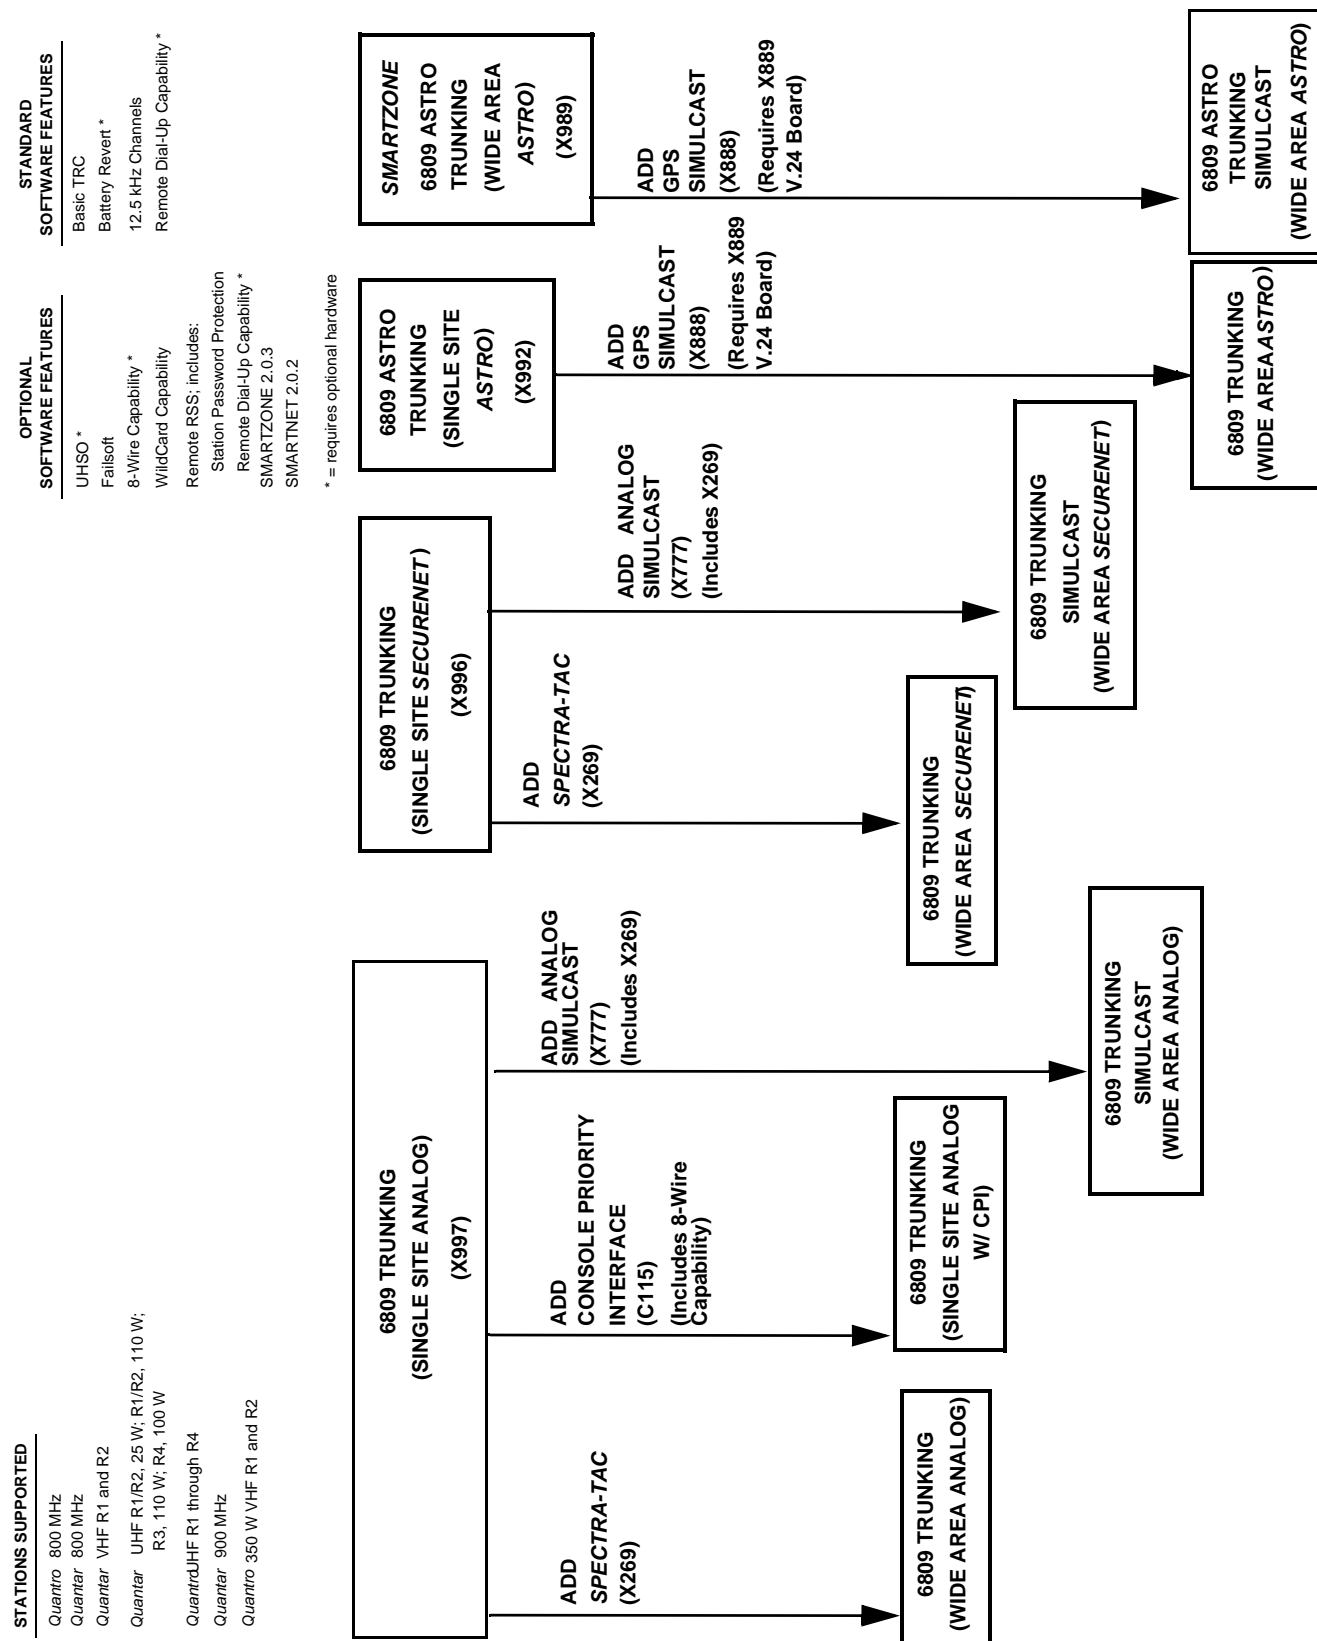 STATIONS SUPPORTED
Quantro 800 MHz
Quantar 800 MHz
Quantar VHF R1 and R2
Quantar UHF R1/R2, 25 W; R1/R2, 110 W;
R3, 110 W; R4, 100 W
QuantroUHF R1 through R4
Quantar 900 MHz
Quantro 350 W VHF R1 and R2
OPTIONAL
SOFTWARE FEATURES
UHSO *
Failsoft
8-Wire Capability *
WildCard Capability
Remote RSS; includes:
Station Password Protection
Remote Dial-Up Capability *
SMARTZONE 2.0.3
SMARTNET 2.0.2
* = requires optional hardware
STANDARD
SOFTWARE FEATURES
Basic TRC
Battery Revert *
12.5 kHz Channels
Remote Dial-Up Capability *
6809 TRUNKING
(SINGLE SITE ANALOG)
(X997)
6809 TRUNKING
(SINGLE SITE SECURENET)
(X996)
6809 ASTRO
TRUNKING
(SINGLE SITE
ASTRO)
(X992)
SMARTZONE
6809 ASTRO
TRUNKING
(WIDE AREA
ASTRO)
(X989)
ADD
SPECTRA-TAC
(X269)
ADD
CONSOLE PRIORITY
INTERFACE
(C115)
(Includes 8-Wire
Capability)
ADD ANALOG
SIMULCAST
(X777)
(Includes X269)
ADD
SPECTRA-TAC
(X269)
ADD ANALOG
SIMULCAST
(X777)
(Includes X269)
ADD
GPS
SIMULCAST
(X888)
(Requires X889
V.24 Board)
ADD
GPS
SIMULCAST
(X888)
(Requires X889
V.24 Board)
6809 TRUNKING
(WIDE AREA ANALOG)
6809 TRUNKING
(SINGLE SITE ANALOG
W/ CPI)
6809 TRUNKING
SIMULCAST
(WIDE AREA ANALOG)
6809 TRUNKING
(WIDE AREA SECURENET)
6809 TRUNKING
SIMULCAST
(WIDE AREA SECURENET)
6809 TRUNKING
(WIDE AREA ASTRO)
6809 ASTRO
TRUNKING
SIMULCAST
(WIDE AREA ASTRO)